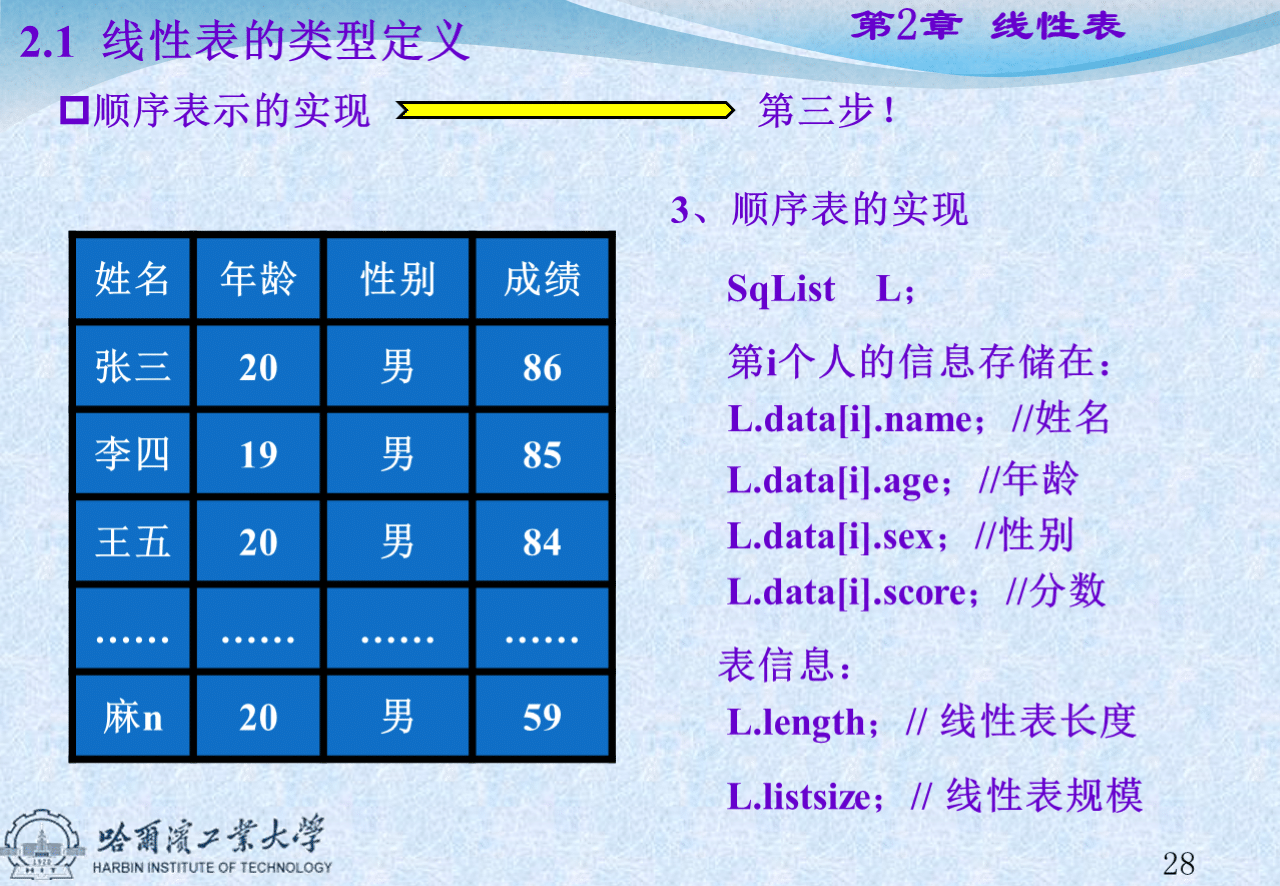 2.1 线性表的类型定义
第2章 线性表
顺序表示的实现
第三步！
3、顺序表的实现
SqList L；
第i个人的信息存储在：
L.data[i].name；//姓名
L.data[i].age；//年龄
L.data[i].sex；//性别
L.data[i].score；//分数
表信息：
L.length；// 线性表长度
L.listsize；// 线性表规模
姓名 年龄 性别 成绩
张三 20 男 86
李四 19 男 85
王五 20 男 84
…… …… …… ……
麻n 20 男 59
1920
HIT
哈爾濱工業大學
HARBIN INSTITUTE OF TECHNOLOGY
28